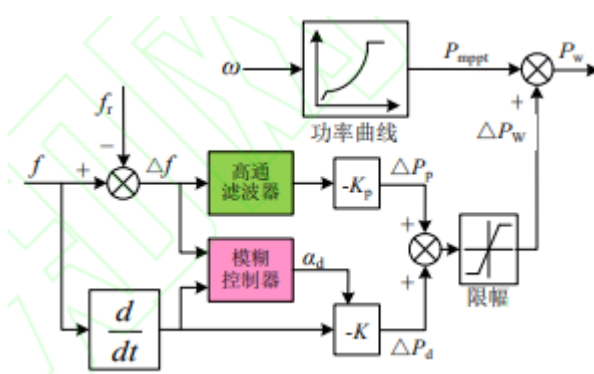 ω
功率曲线
P_mppt
P_w
+
△P_W
f_r
−
f
+
△f
高通
滤波器
-K_p
△P_p
+
模糊
控制器
α_d
+
限幅
d/dt
-K
△P_d